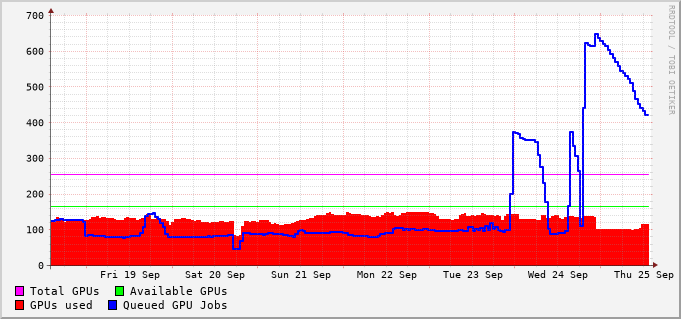 RRDTOOL / TOBI OETIKER
700
600
500
400
300
200
100
0
Fri 19 Sep Sat 20 Sep Sun 21 Sep Mon 22 Sep Tue 23 Sep Wed 24 Sep Thu 25 Sep
Total GPUs Available GPUs
GPUs used Queued GPU Jobs